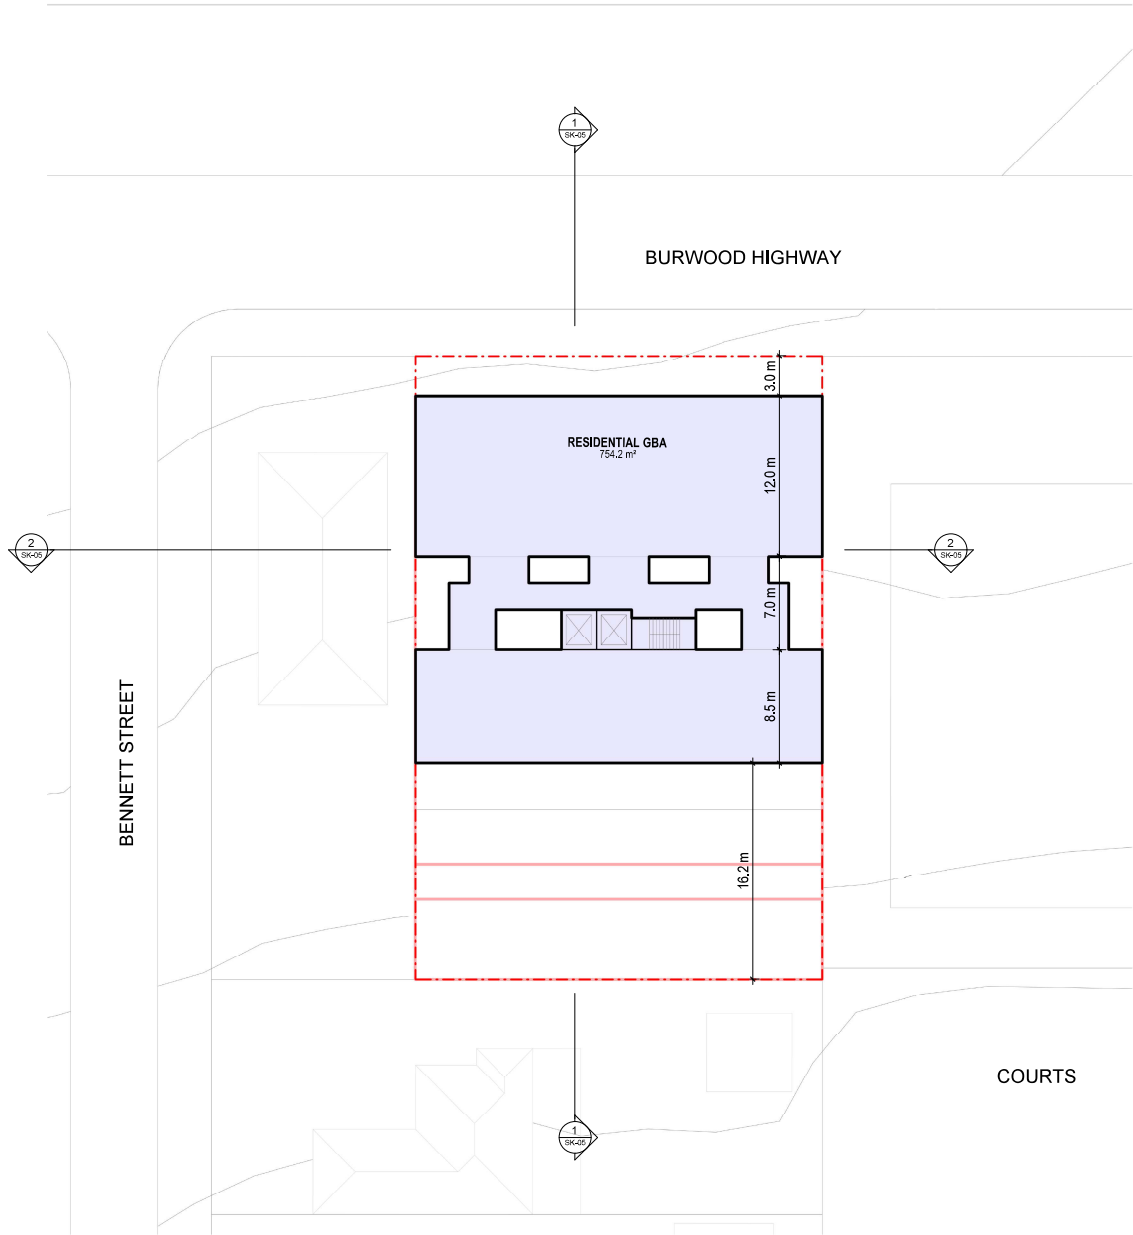 1
SK-05
BURWOOD HIGHWAY
3.0 m
RESIDENTIAL GBA
754.2 m²
12.0 m
2
SK-05
2
SK-05
7.0 m
8.5 m
BENNETT STREET
16.2 m
COURTS
1
SK-05